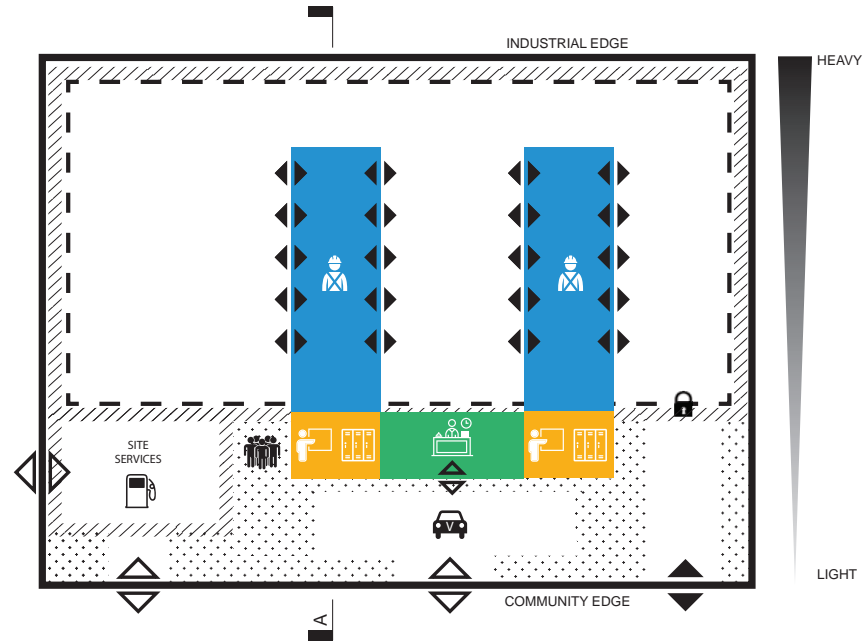 INDUSTRIAL EDGE
HEAVY
SITE
SERVICES
V
LIGHT
COMMUNITY EDGE
A